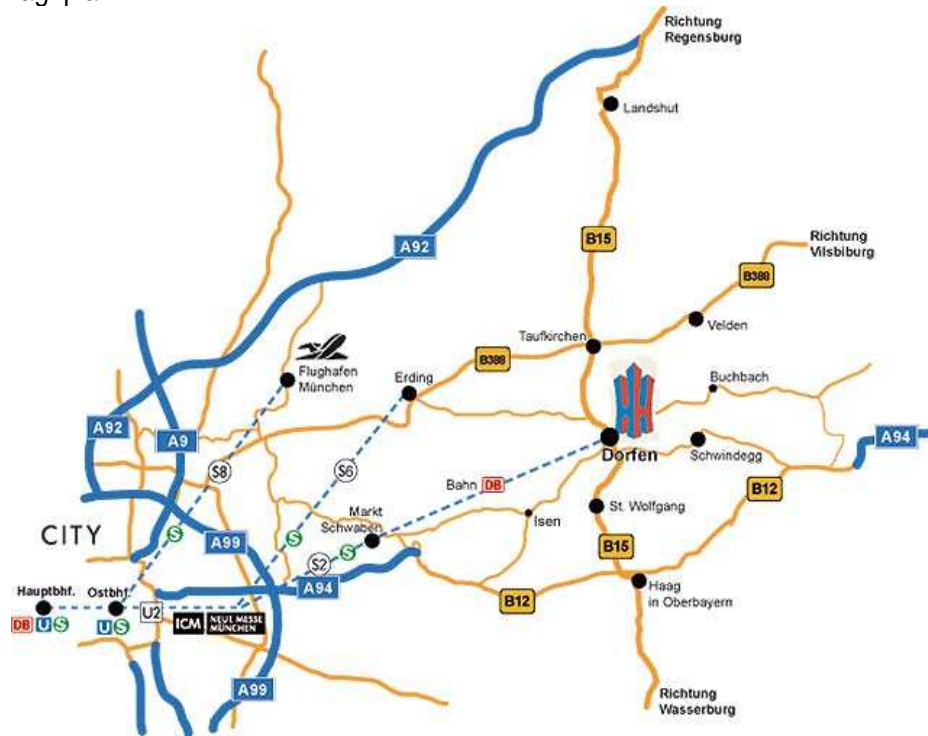 Richtung
Regensburg
Landshut
A92
B15
Richtung
Vilsbiburg
B388
Velden
Taufkirchen
B388
Flughafen
München
Erding
Buchbach
A92
A9
A94
Dorfen
Schwindegg
S8
S6
Bahn DB
B12
Markt
Schwaben
Isen
St. Wolfgang
CITY
S
S
S
A99
S2
B15
A94
Hauptbhf.
Ostbhf.
B12
Haag
in Oberbayern
U2
DB U S
U S
ICM NEUE MESSE
MÜNCHEN
A99
Richtung
Wasserburg